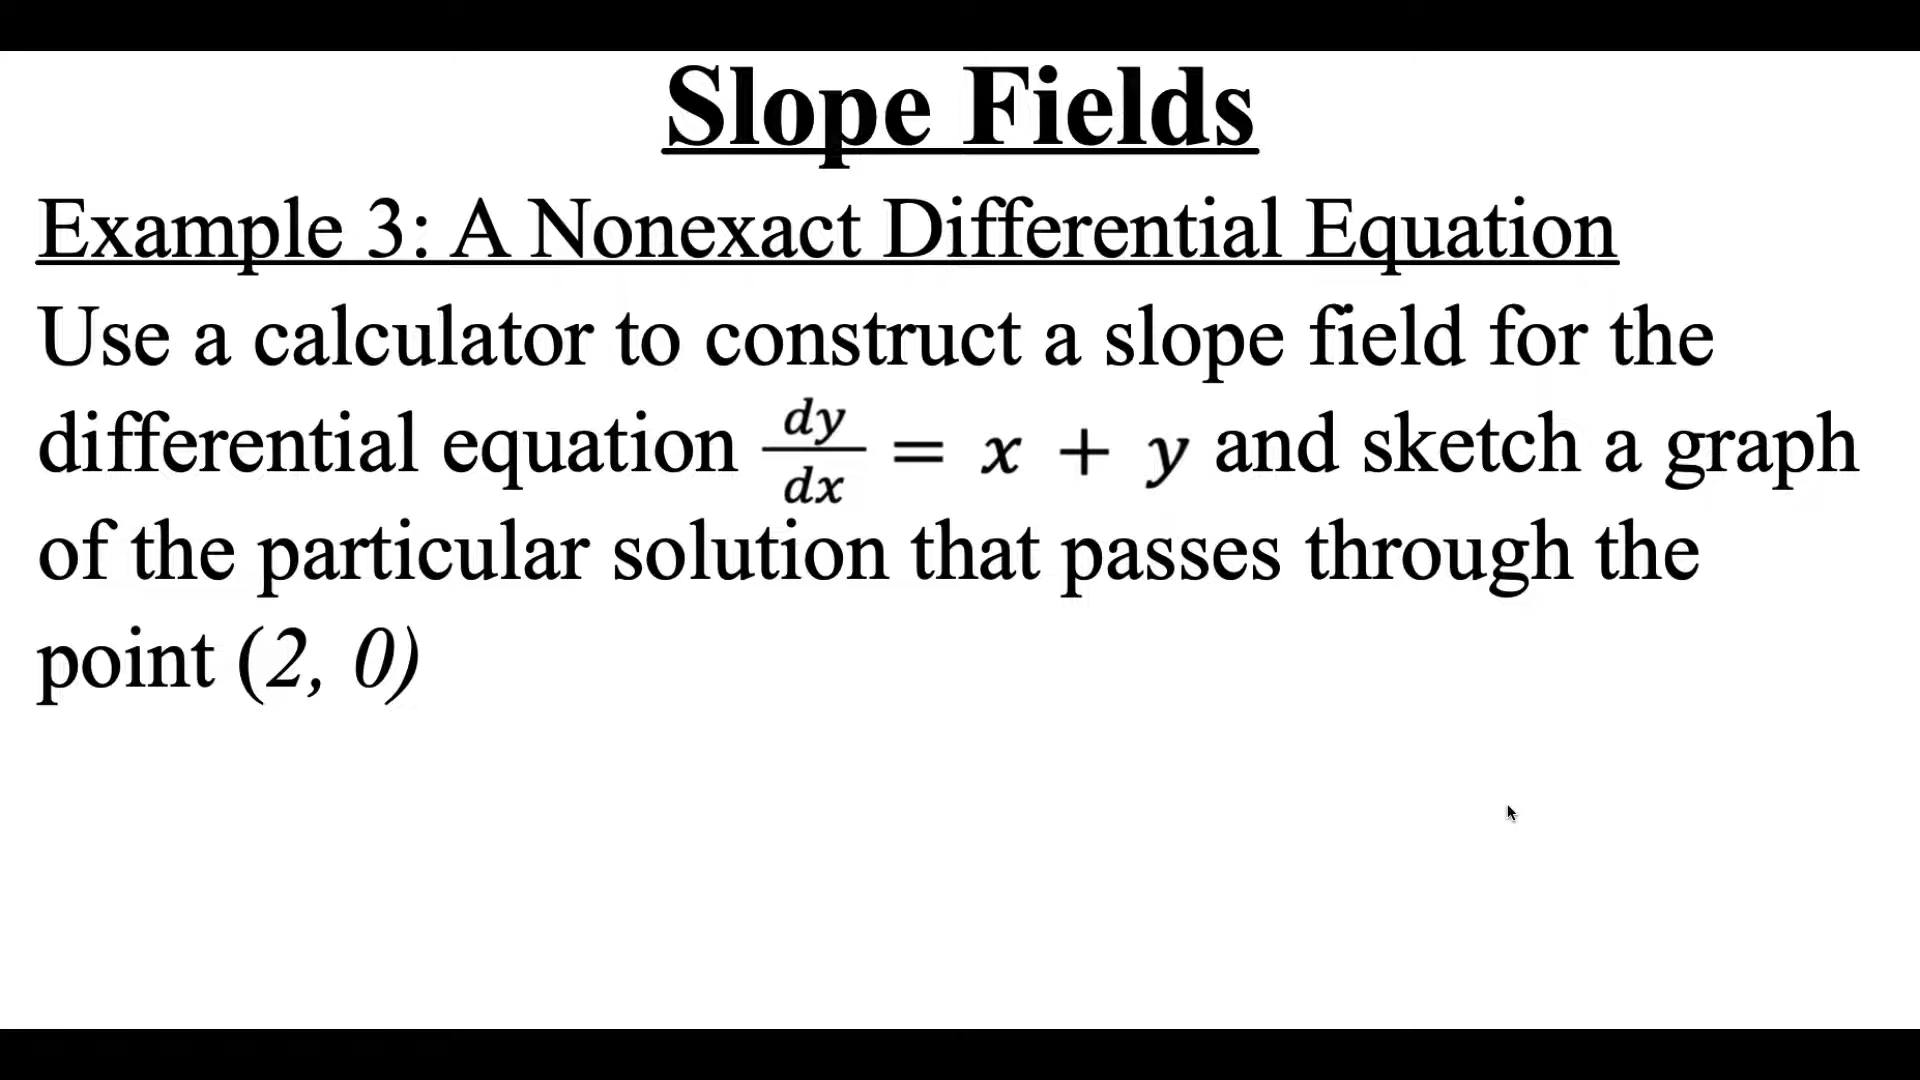 Slope Fields
Example 3: A Nonexact Differential Equation
Use a calculator to construct a slope field for the
differential equation dy/dx = x + y and sketch a graph
of the particular solution that passes through the
point (2, 0)